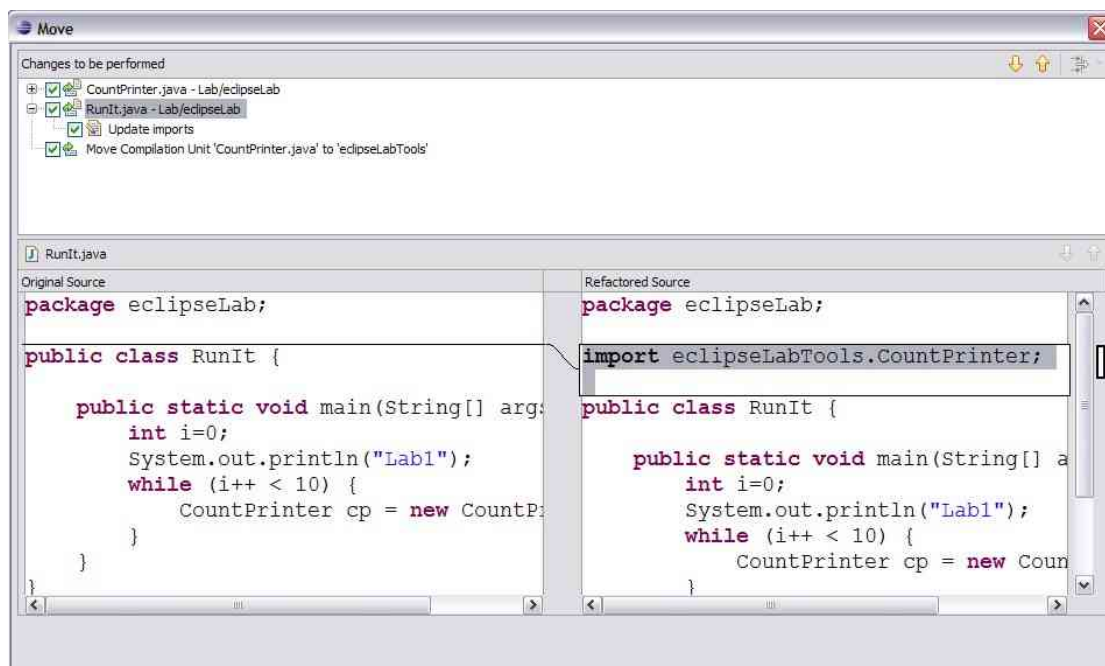 Move
Changes to be performed
CountPrinter.java - Lab/eclipseLab
RunIt.java - Lab/eclipseLab
Update imports
Move Compilation Unit 'CountPrinter.java' to 'eclipseLabTools'
RunIt.java
Original Source
package eclipseLab;
public class RunIt {
public static void main(String[] args
int i=0;
System.out.println("Lab1");
while (i++ < 10) {
CountPrinter cp = new CountPr
}
}
}
Refactored Source
package eclipseLab;
import eclipseLabTools.CountPrinter;
public class RunIt {
public static void main(String[] a
int i=0;
System.out.println("Lab1");
while (i++ < 10) {
CountPrinter cp = new Coun
}